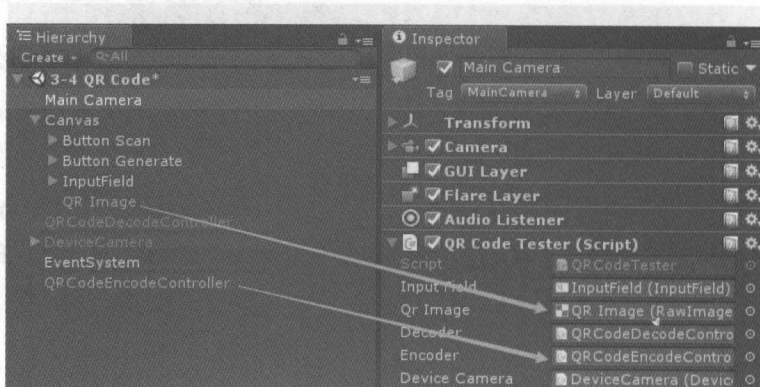 Hierarchy
Create
All
3-4 QR Code*
Main Camera
Canvas
Button Scan
Button Generate
InputField
QR Image
QRCodeDecodeController
DeviceCamera
EventSystem
QRCodeEncodeController
Inspector
Main Camera
Static
Tag MainCamera Layer Default
Transform
Camera
GUI Layer
Flare Layer
Audio Listener
QR Code Tester (Script)
Script QRCodeTester
Input Field InputField (InputField)
Qr Image QR Image (RawImage
Decoder QRCodeDecodeContro
Encoder QRCodeEncodeContro
Device Camera DeviceCamera (Devic